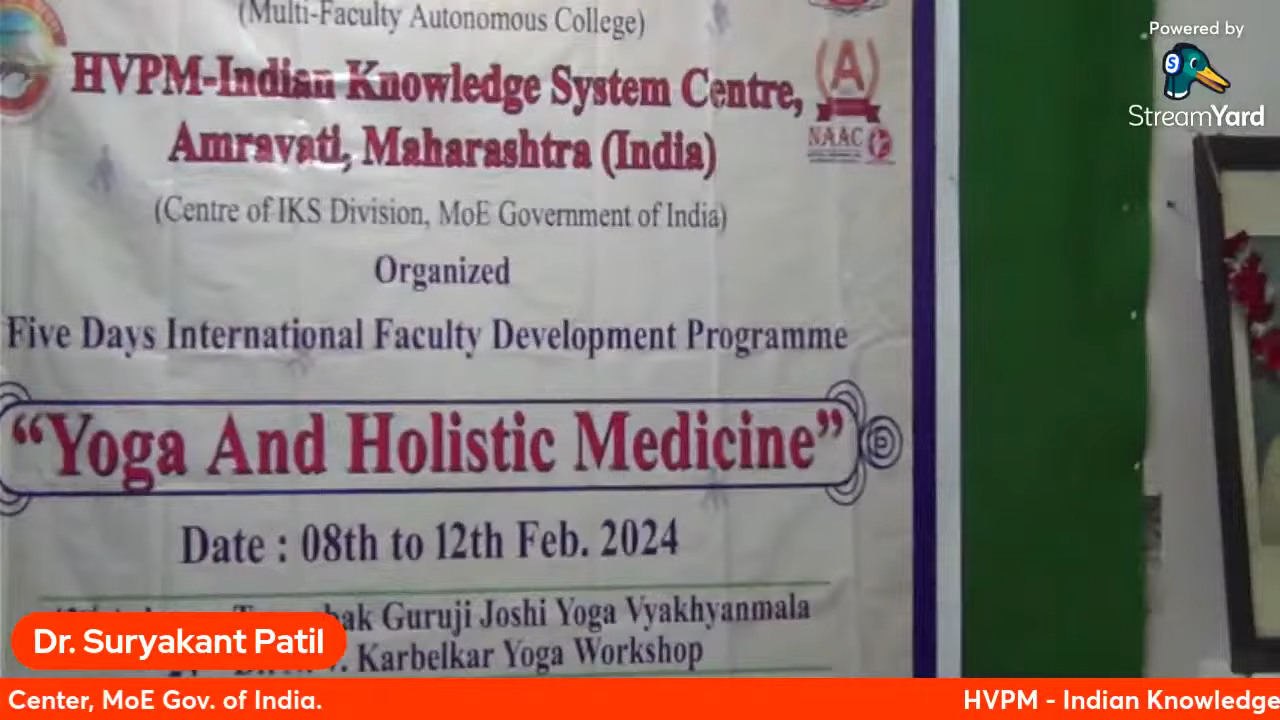 (Multi-Faculty Autonomous College)
HVPM-Indian Knowledge System Centre,
Amravati, Maharashtra (India)
(Centre of IKS Division, MoE Government of India)
Organized
Five Days International Faculty Development Programme
“Yoga And Holistic Medicine”
Date : 08th to 12th Feb. 2024
Guruji Joshi Yoga Vyakhyanmala
Karbelkar Yoga Workshop
A
NAAC
Powered by
StreamYard
S
Dr. Suryakant Patil
Center, MoE Gov. of India.
HVPM - Indian Knowledge